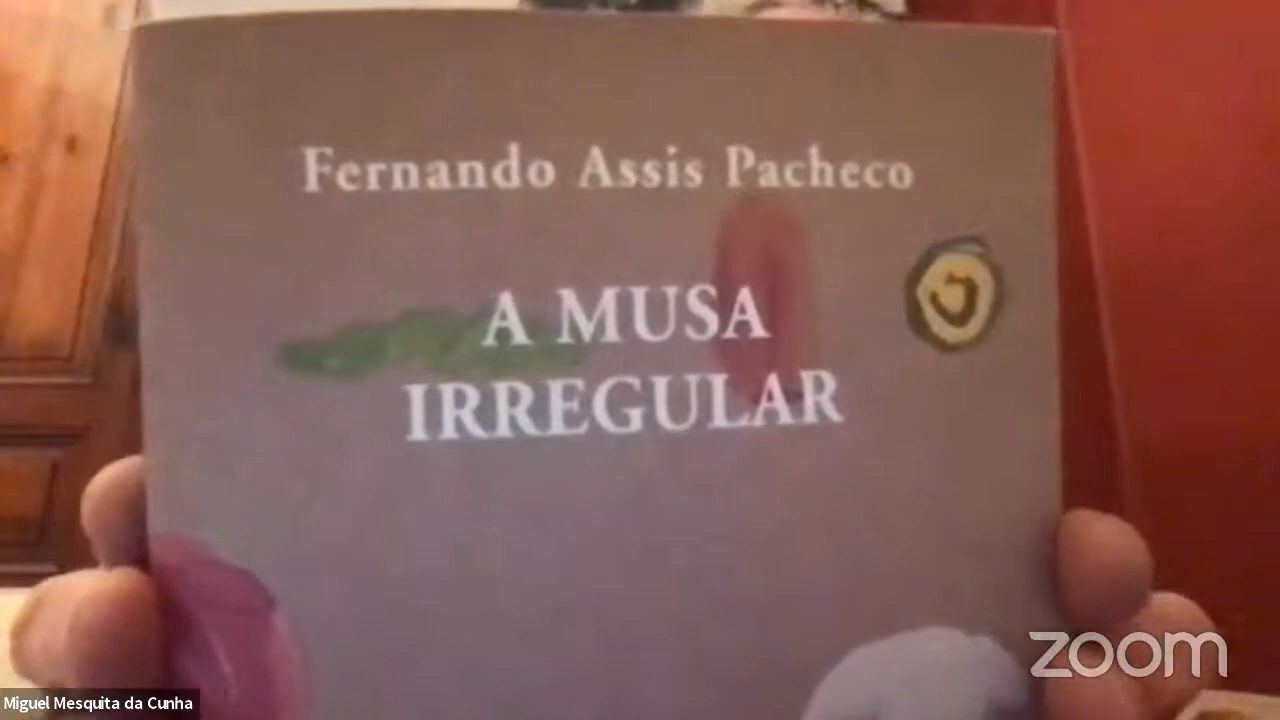 Fernando Assis Pacheco
A MUSA
IRREGULAR
zoom
Miguel Mesquita da Cunha